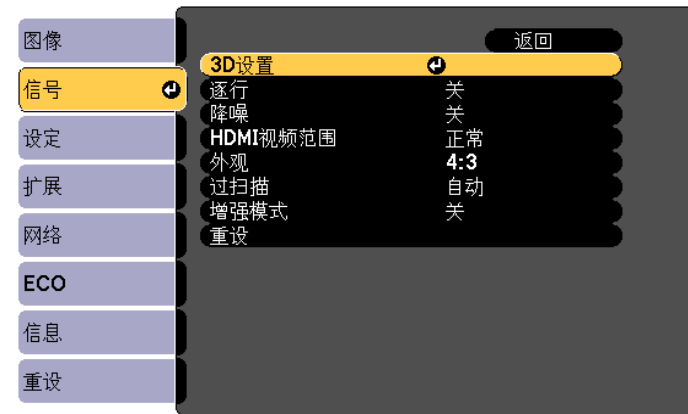 图像
信号
设定
扩展
网络
ECO
信息
重设
返回
3D设置
逐行 关
降噪 关
HDMI视频范围 正常
外观 4:3
过扫描 自动
增强模式 关
重设